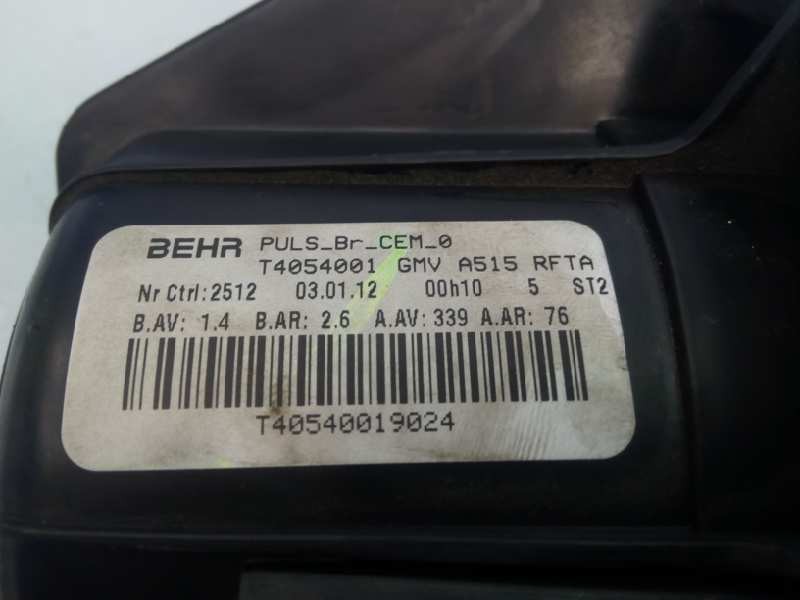 BEHR PULS_Br_CEM_0
T4054001 GMV A515 RFTA
Nr Ctrl:2512 03.01.12 00h10 5 ST2
B.AV: 1.4 B.AR: 2.6 A.AV: 339 A.AR: 76
T40540019024